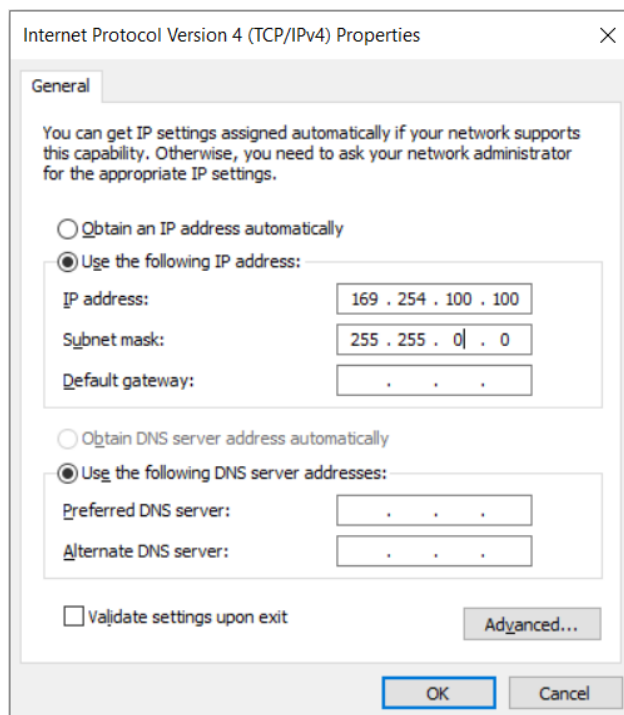 Internet Protocol Version 4 (TCP/IPv4) Properties
General
You can get IP settings assigned automatically if your network supports
this capability. Otherwise, you need to ask your network administrator
for the appropriate IP settings.
Obtain an IP address automatically
Use the following IP address:
IP address: 169 . 254 . 100 . 100
Subnet mask: 255 . 255 . 0 . 0
Default gateway: . . .
Obtain DNS server address automatically
Use the following DNS server addresses:
Preferred DNS server: . . .
Alternate DNS server: . . .
Validate settings upon exit
Advanced...
OK Cancel